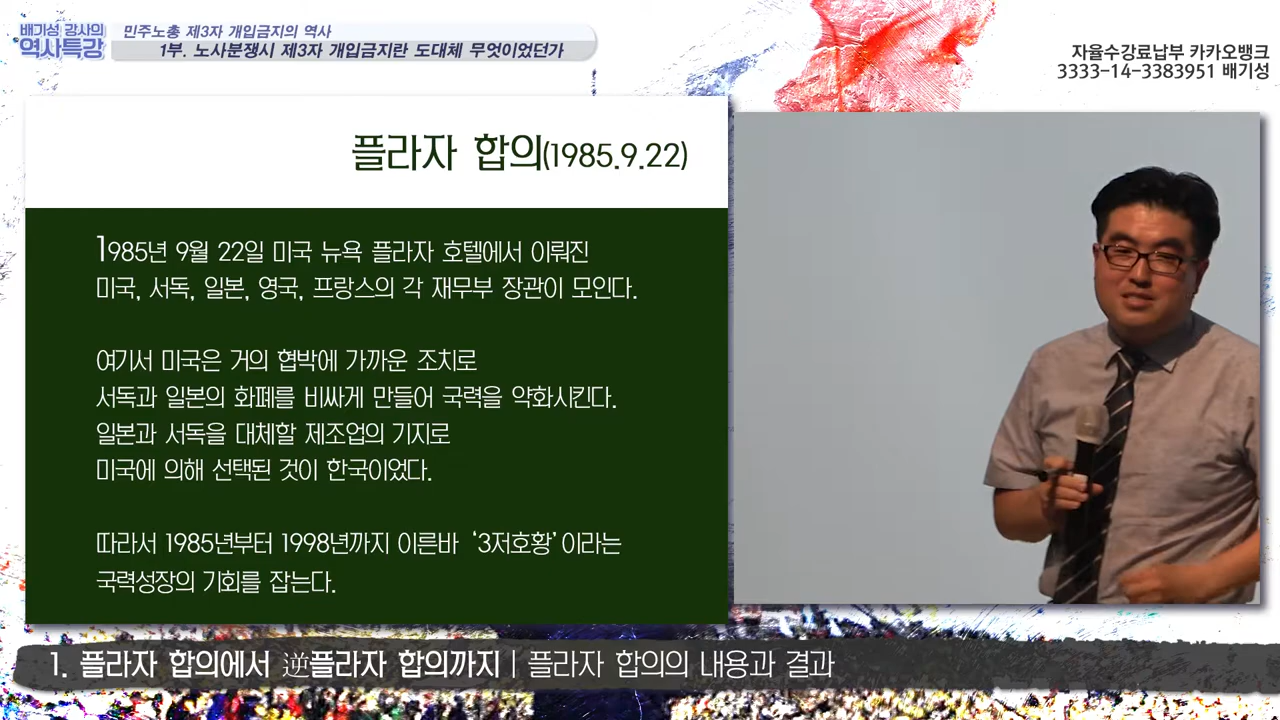 배기성 강사의
역사특강
민주노총 제3자 개입금지의 역사
1부. 노사분쟁시 제3자 개입금지란 도대체 무엇이었던가
자율수강료납부 카카오뱅크
3333-14-3383951 배기성
플라자 합의(1985.9.22)
1985년 9월 22일 미국 뉴욕 플라자 호텔에서 이뤄진
미국, 서독, 일본, 영국, 프랑스의 각 재무부 장관이 모인다.
여기서 미국은 거의 협박에 가까운 조치로
서독과 일본의 화폐를 비싸게 만들어 국력을 약화시킨다.
일본과 서독을 대체할 제조업의 기지로
미국에 의해 선택된 것이 한국이었다.
따라서 1985년부터 1998년까지 이른바 ‘3저호황’이라는
국력성장의 기회를 잡는다.
1. 플라자 합의에서 逆플라자 합의까지 | 플라자 합의의 내용과 결과